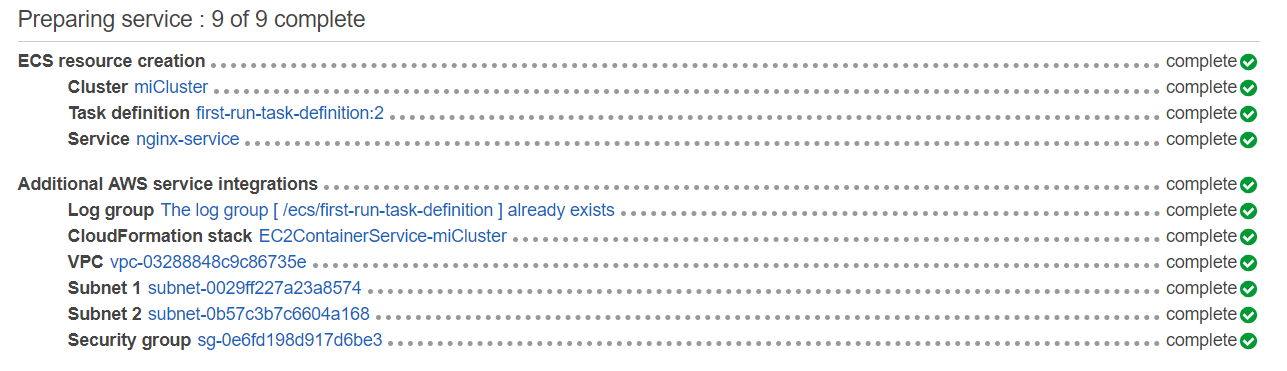 Preparing service : 9 of 9 complete
ECS resource creation complete
Cluster miCluster complete
Task definition first-run-task-definition:2 complete
Service nginx-service complete
Additional AWS service integrations complete
Log group The log group [ /ecs/first-run-task-definition ] already exists complete
CloudFormation stack EC2ContainerService-miCluster complete
VPC vpc-03288848c9c86735e complete
Subnet 1 subnet-0029ff227a23a8574 complete
Subnet 2 subnet-0b57c3b7c6604a168 complete
Security group sg-0e6fd198d917d6be3 complete